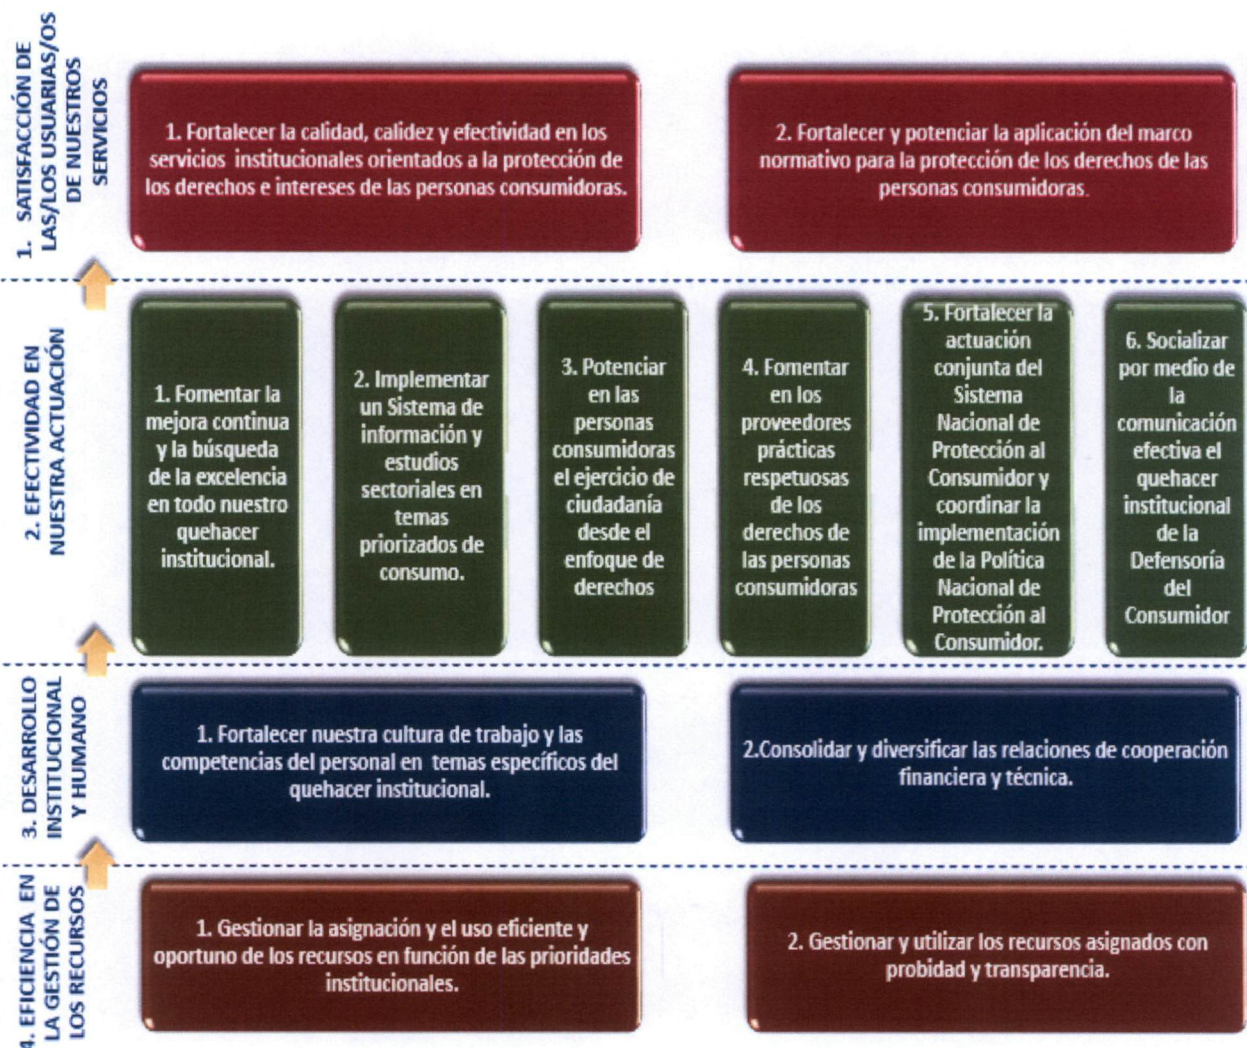 1. SATISFACCIÓN DE
LAS/LOS USUARIAS/OS
DE NUESTROS
SERVICIOS
1. Fortalecer la calidad, calidez y efectividad en los
servicios institucionales orientados a la protección de
los derechos e intereses de las personas consumidoras.
2. Fortalecer y potenciar la aplicación del marco
normativo para la protección de los derechos de las
personas consumidoras.
2. EFECTIVIDAD EN
NUESTRA ACTUACIÓN
1. Fomentar la
mejora continua
y la búsqueda
de la excelencia
en todo nuestro
quehacer
institucional.
2. Implementar
un Sistema de
información y
estudios
sectoriales en
temas
priorizados de
consumo.
3. Potenciar
en las
personas
consumidoras
el ejercicio de
ciudadanía
desde el
enfoque de
derechos
4. Fomentar
en los
proveedores
prácticas
respetuosas
de los
derechos de
las personas
consumidoras
5. Fortalecer la
actuación
conjunta del
Sistema
Nacional de
Protección al
Consumidor y
coordinar la
implementación
de la Política
Nacional de
Protección al
Consumidor.
6. Socializar
por medio de
la
comunicación
efectiva el
quehacer
institucional
de la
Defensoría
del
Consumidor
3. DESARROLLO
INSTITUCIONAL
Y HUMANO
1. Fortalecer nuestra cultura de trabajo y las
competencias del personal en temas específicos del
quehacer institucional.
2.Consolidar y diversificar las relaciones de cooperación
financiera y técnica.
4. EFICIENCIA EN
LA GESTIÓN DE
LOS RECURSOS
1. Gestionar la asignación y el uso eficiente y
oportuno de los recursos en función de las prioridades
institucionales.
2. Gestionar y utilizar los recursos asignados con
probidad y transparencia.